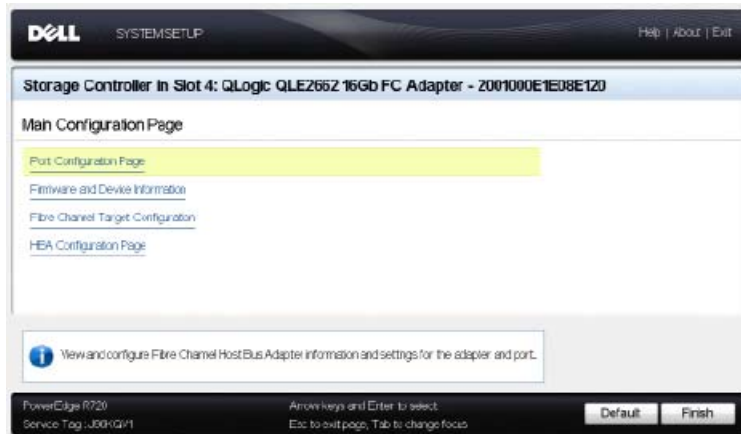 DELL SYSTEM SETUP Help | About | Exit
Storage Controller in Slot 4: QLogic QLE2662 16Gb FC Adapter - 2001000E1E08E120
Main Configuration Page
Port Configuration Page
Firmware and Device Information
Fibre Channel Target Configuration
HBA Configuration Page
View and configure Fibre Channel Host Bus Adapter information and settings for the adapter and port.
PowerEdge R720 Arrow keys and Enter to select
Service Tag : Esc to exit page, Tab to change focus
Default Finish